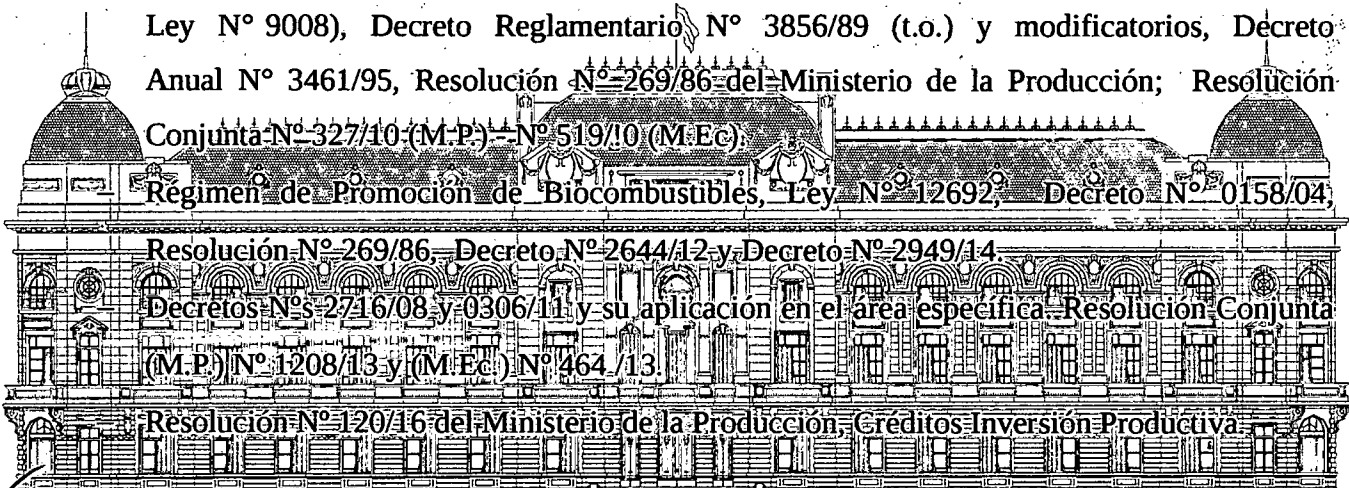 Ley N° 9008), Decreto Reglamentario N° 3856/89 (t.o.) y modificatorios, Decreto
Anual N° 3461/95, Resolución N° 269/86 del Ministerio de la Producción; Resolución
Conjunta N° 327/10 (M.P.) - N° 519/10 (M.Ec).
Régimen de Promoción de Biocombustibles, Ley N° 12692, Decreto N° 0158/04,
Resolución N° 269/86, Decreto N° 2644/12 y Decreto N° 2949/14.
Decretos N°s 2716/08 y 0306/11 y su aplicación en el área específica. Resolución Conjunta
(M.P.) N° 1208/13 y (M.Ec.) N° 464 /13.
Resolución N° 120/16 del Ministerio de la Producción, Créditos Inversión Productiva.